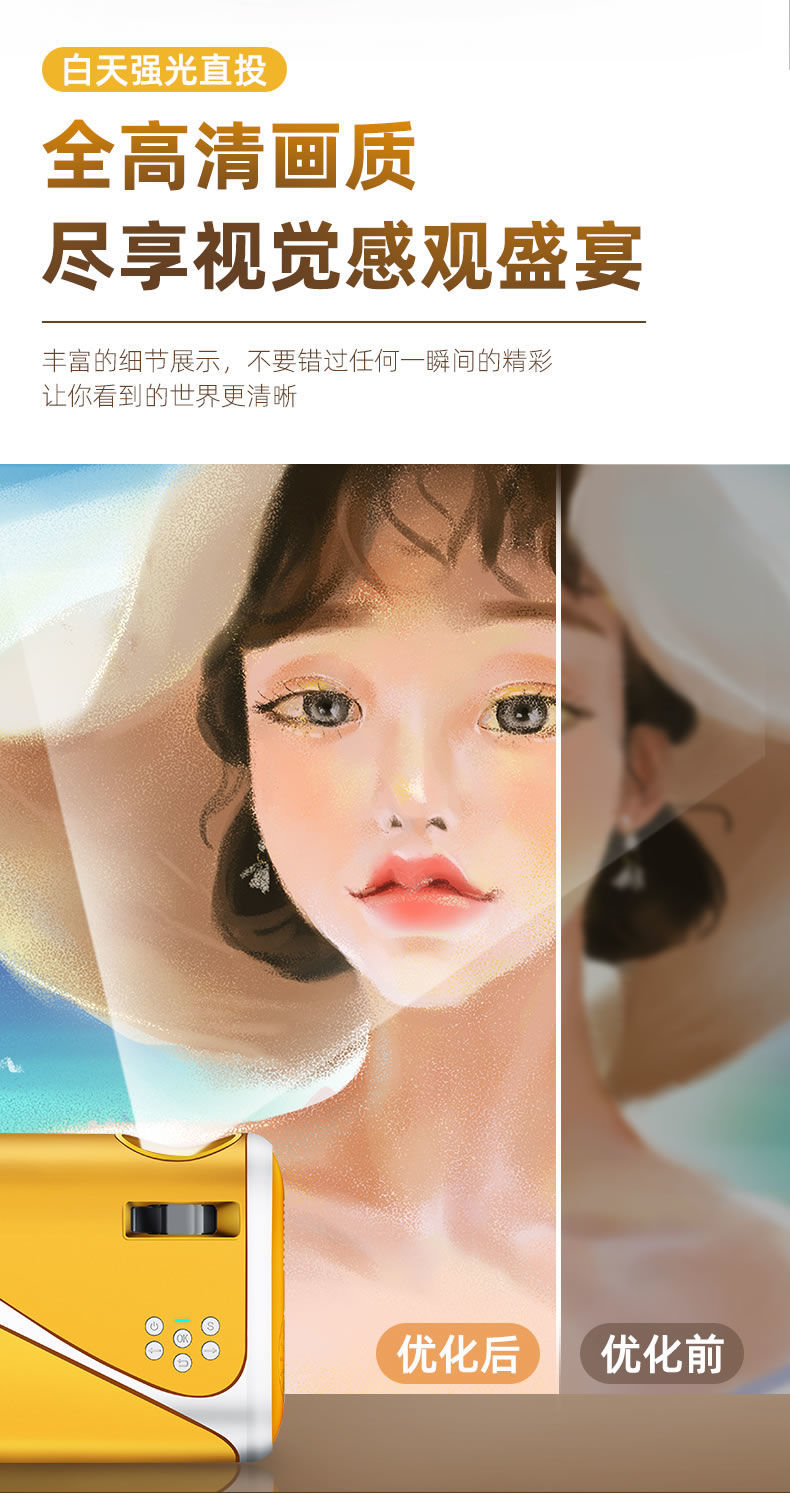 白天强光直投
全高清画质
尽享视觉感观盛宴
丰富的细节展示，不要错过任何一瞬间的精彩
让你看到的世界更清晰
S
OK
优化后 优化前